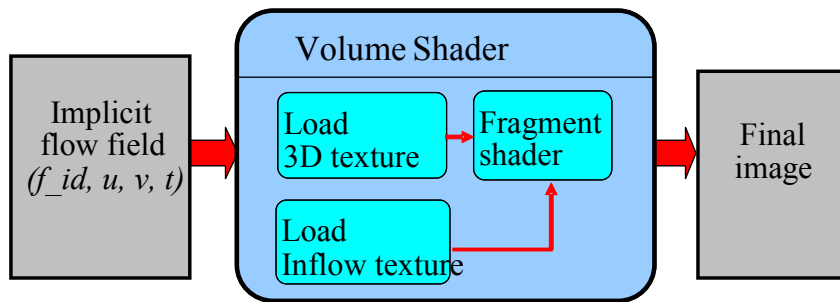 Implicit
flow field
(f_id, u, v, t)
Volume Shader
Load
3D texture
Fragment
shader
Load
Inflow texture
Final
image